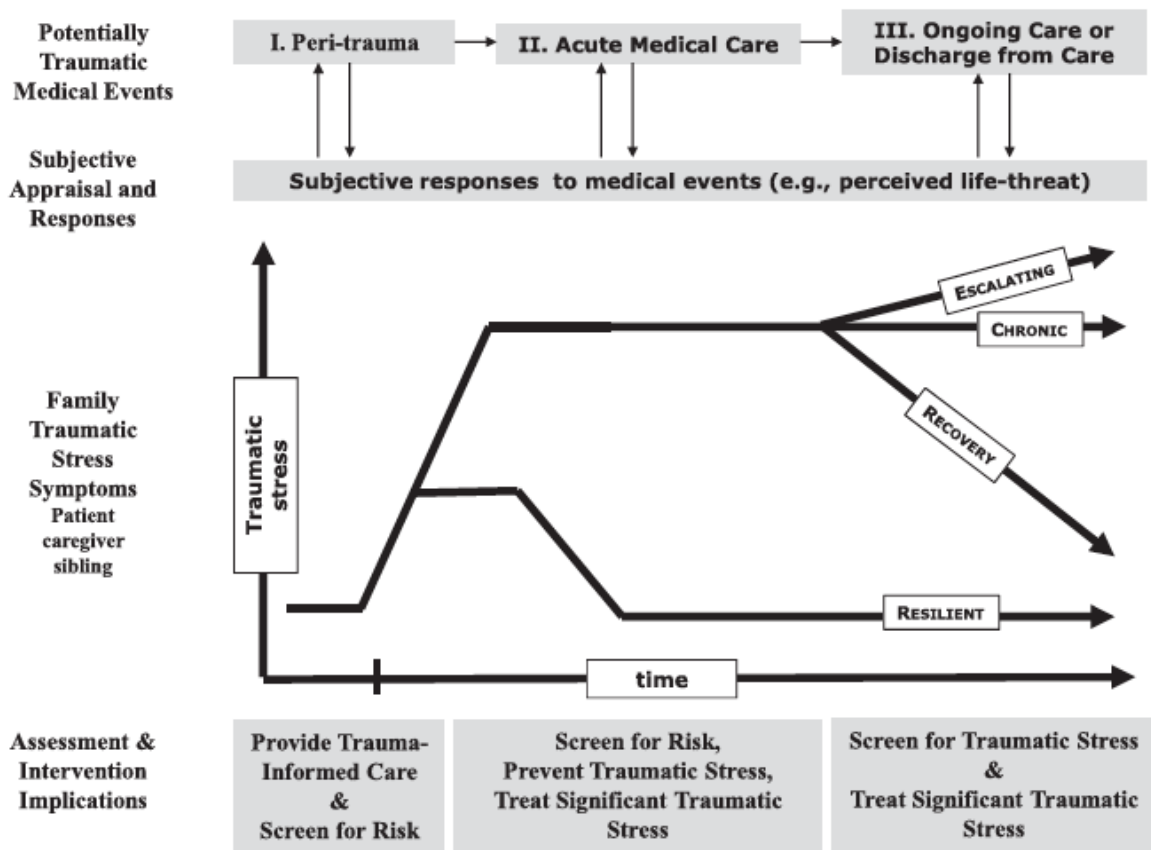 Potentially
Traumatic
Medical Events
I. Peri-trauma
II. Acute Medical Care
III. Ongoing Care or
Discharge from Care
Subjective
Appraisal and
Responses
Subjective responses to medical events (e.g., perceived life-threat)
Family
Traumatic
Stress
Symptoms
Patient
caregiver
sibling
Traumatic
stress
ESCALATING
CHRONIC
RECOVERY
RESILIENT
time
Assessment &
Intervention
Implications
Provide Trauma-
Informed Care
&
Screen for Risk
Screen for Risk,
Prevent Traumatic Stress,
Treat Significant Traumatic
Stress
Screen for Traumatic Stress
&
Treat Significant Traumatic
Stress